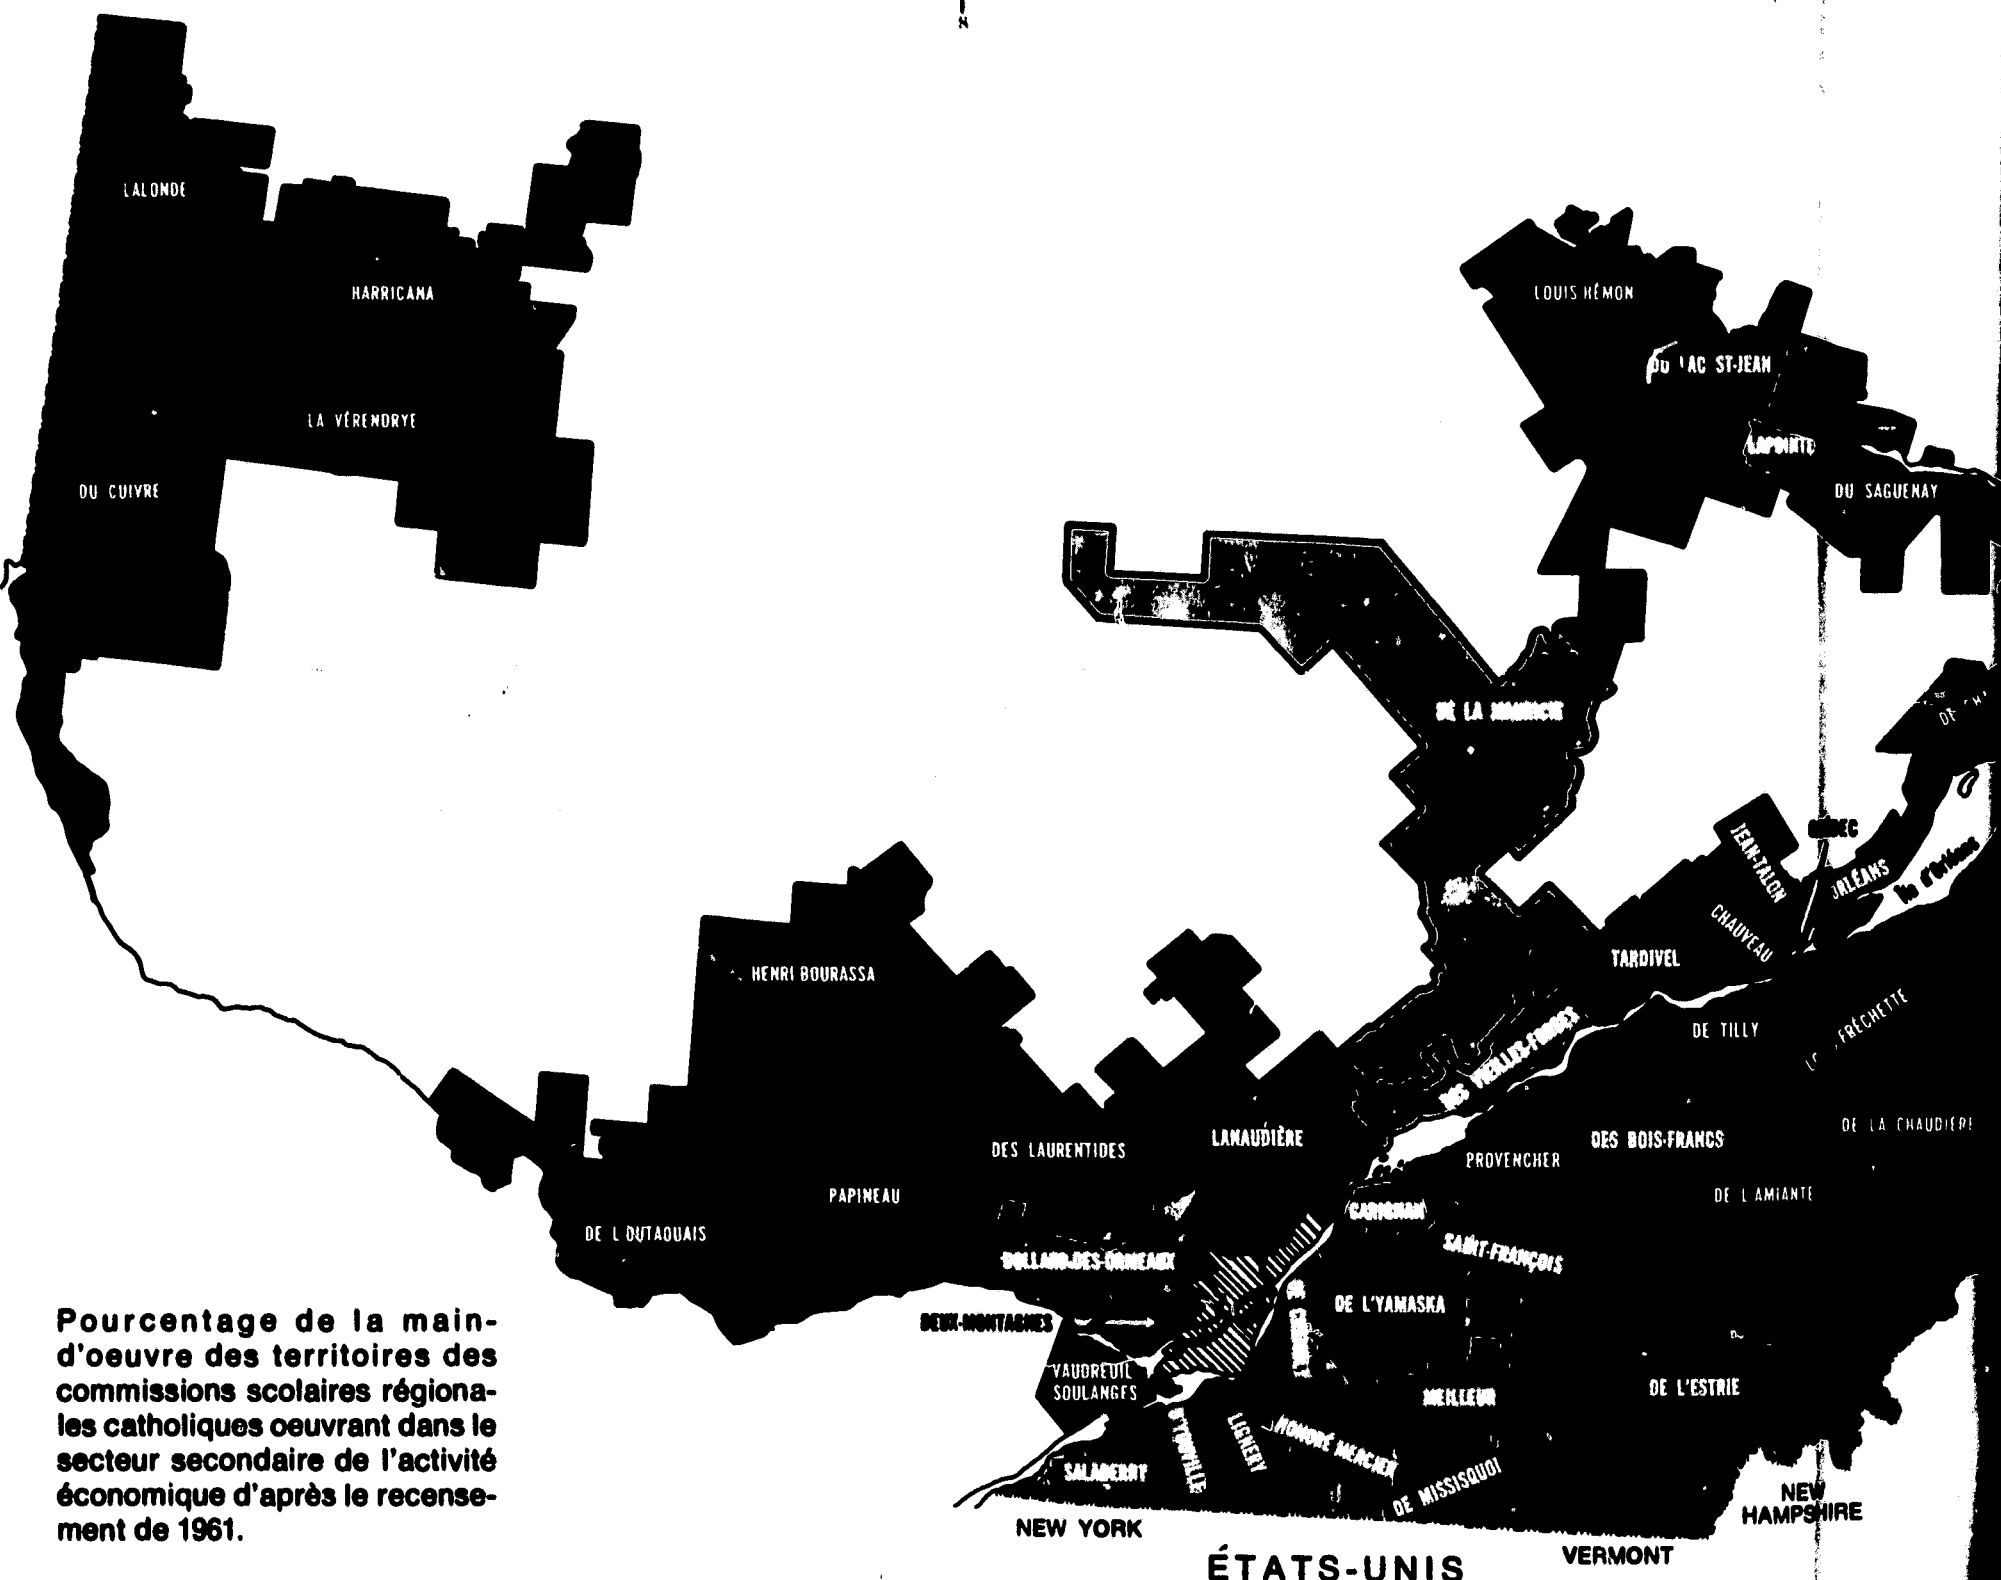 N
LALONDE
HARRICANA
LOUIS HÉMON
DU LAC ST-JEAN
LA VÉRENDRYE
LAPOINTE
DU CUIVRE
DU SAGUENAY
DE LA MAURICIE
JEAN-TALON
ORLÉANS
Île d'Orléans
CHAUVEAU
TARDIVEL
HENRI BOURASSA
DES VIEILLES-FORGES
DE TILLY
FRÉCHETTE
DES LAURENTIDES
LANAUDIÈRE
DES BOIS-FRANCS
DE LA CHAUDIÈRE
PROVENCHER
PAPINEAU
DE L'AMIANTE
CARIGNAN
DE L'OUTAOUAIS
SAINT-FRANÇOIS
DOLLARD-DES-ORMEAUX
DE L'YAMASKA
DEUX-MONTAGNES
VAUDREUIL
SOULANGES
MEILLEUR
DE L'ESTRIE
D'YOUVILLE
LIGNERY
HONORÉ MERCIER
SALABERRY
DE MISSISQUOI
NEW
HAMPSHIRE
NEW YORK
VERMONT
ÉTATS-UNIS
Pourcentage de la main-
d'oeuvre des territoires des
commissions scolaires régiona-
les catholiques oeuvrant dans le
secteur secondaire de l'activité
économique d'après le recense-
ment de 1961.